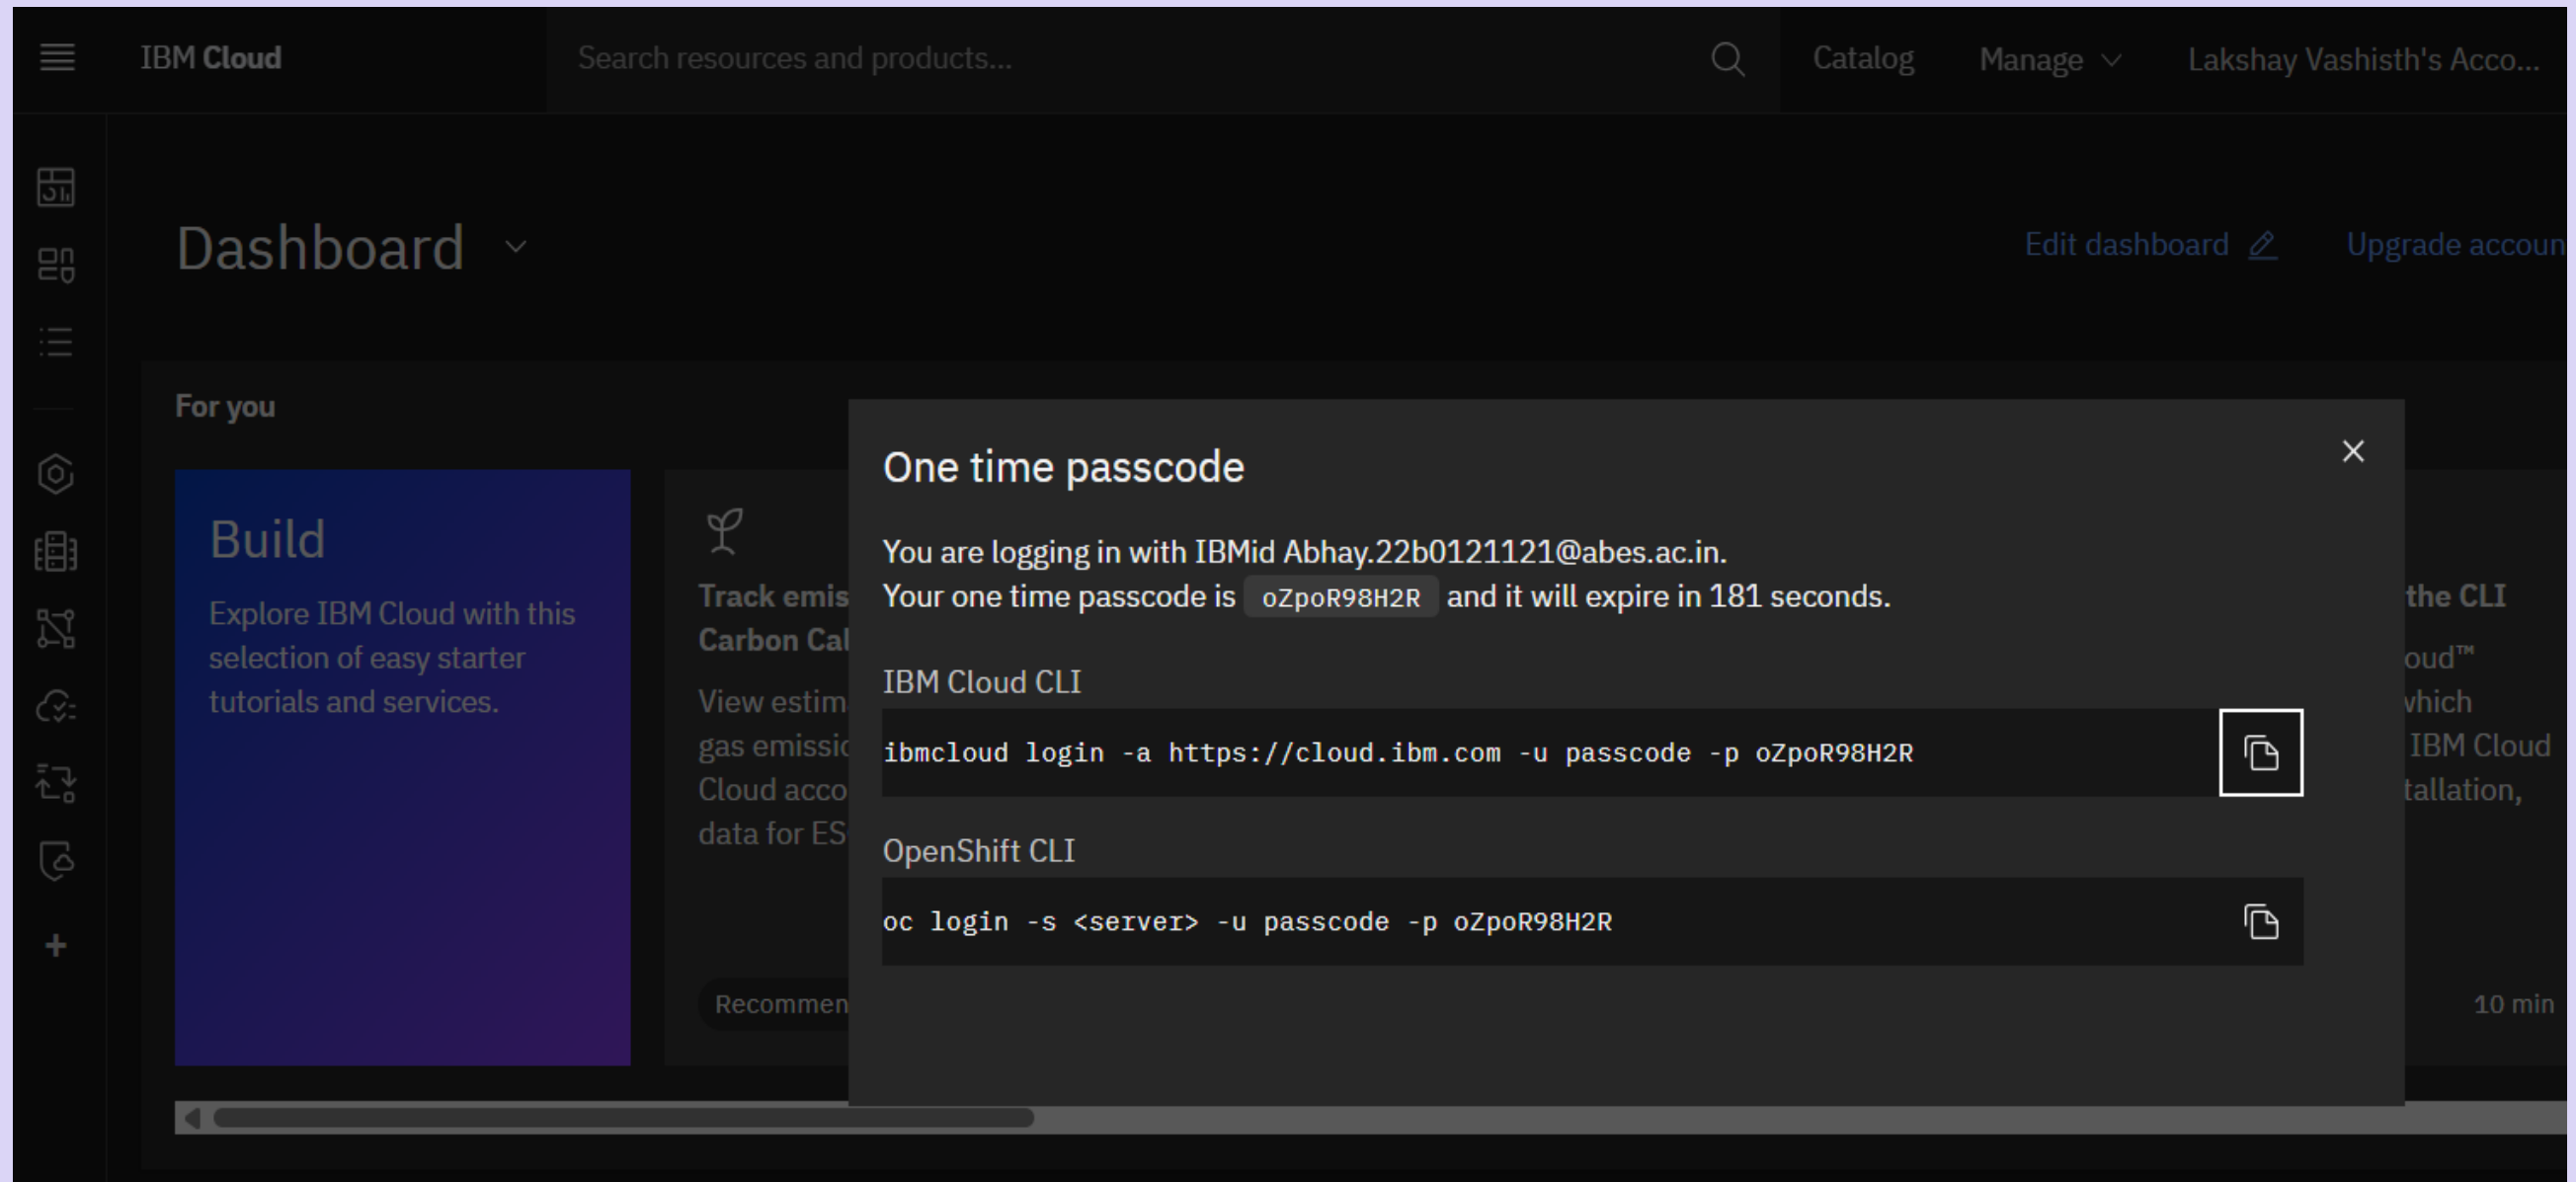 IBM Cloud
Search resources and products...
Catalog
Manage
Lakshay Vashisth's Acco...
Dashboard
Edit dashboard
Upgrade accoun
For you
Build
Explore IBM Cloud with this
selection of easy starter
tutorials and services.
Track emis
Carbon Cal
View estim
gas emissio
Cloud acco
data for ES
Recommen
One time passcode
You are logging in with IBMid Abhay.22b0121121@abes.ac.in.
Your one time passcode is oZpoR98H2R and it will expire in 181 seconds.
IBM Cloud CLI
ibmcloud login -a https://cloud.ibm.com -u passcode -p oZpoR98H2R
OpenShift CLI
oc login -s <server> -u passcode -p oZpoR98H2R
the CLI
oud™
which
IBM Cloud
tallation,
10 min